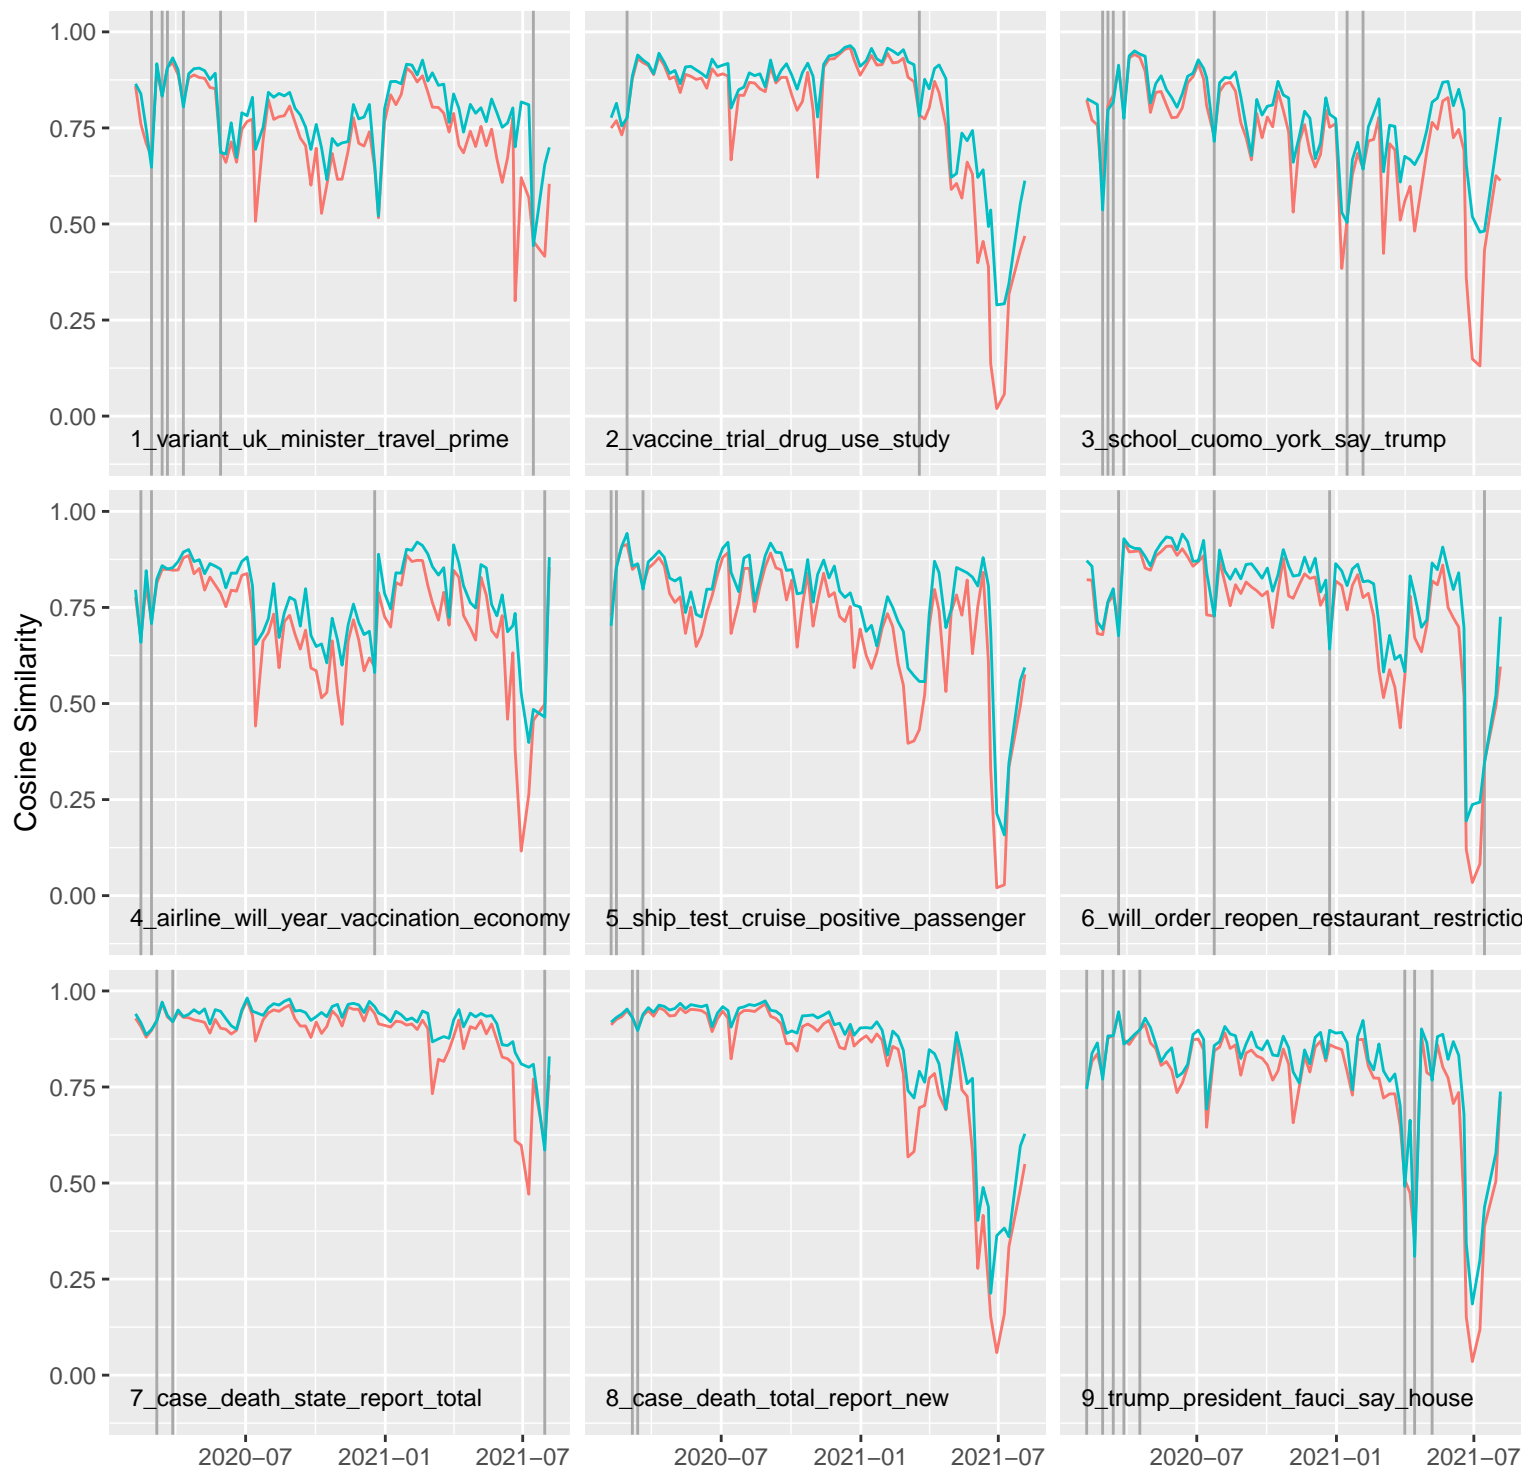 1.00
0.75
0.50
0.25
0.00
1_variant_uk_minister_travel_prime
2_vaccine_trial_drug_use_study
3_school_cuomo_york_say_trump
Cosine Similarity
1.00
0.75
0.50
0.25
0.00
4_airline_will_year_vaccination_economy
5_ship_test_cruise_positive_passenger
6_will_order_reopen_restaurant_restrictio
1.00
0.75
0.50
0.25
0.00
7_case_death_state_report_total
8_case_death_total_report_new
9_trump_president_fauci_say_house
2020−07 2021−01 2021−07
2020−07 2021−01 2021−07
2020−07 2021−01 2021−07